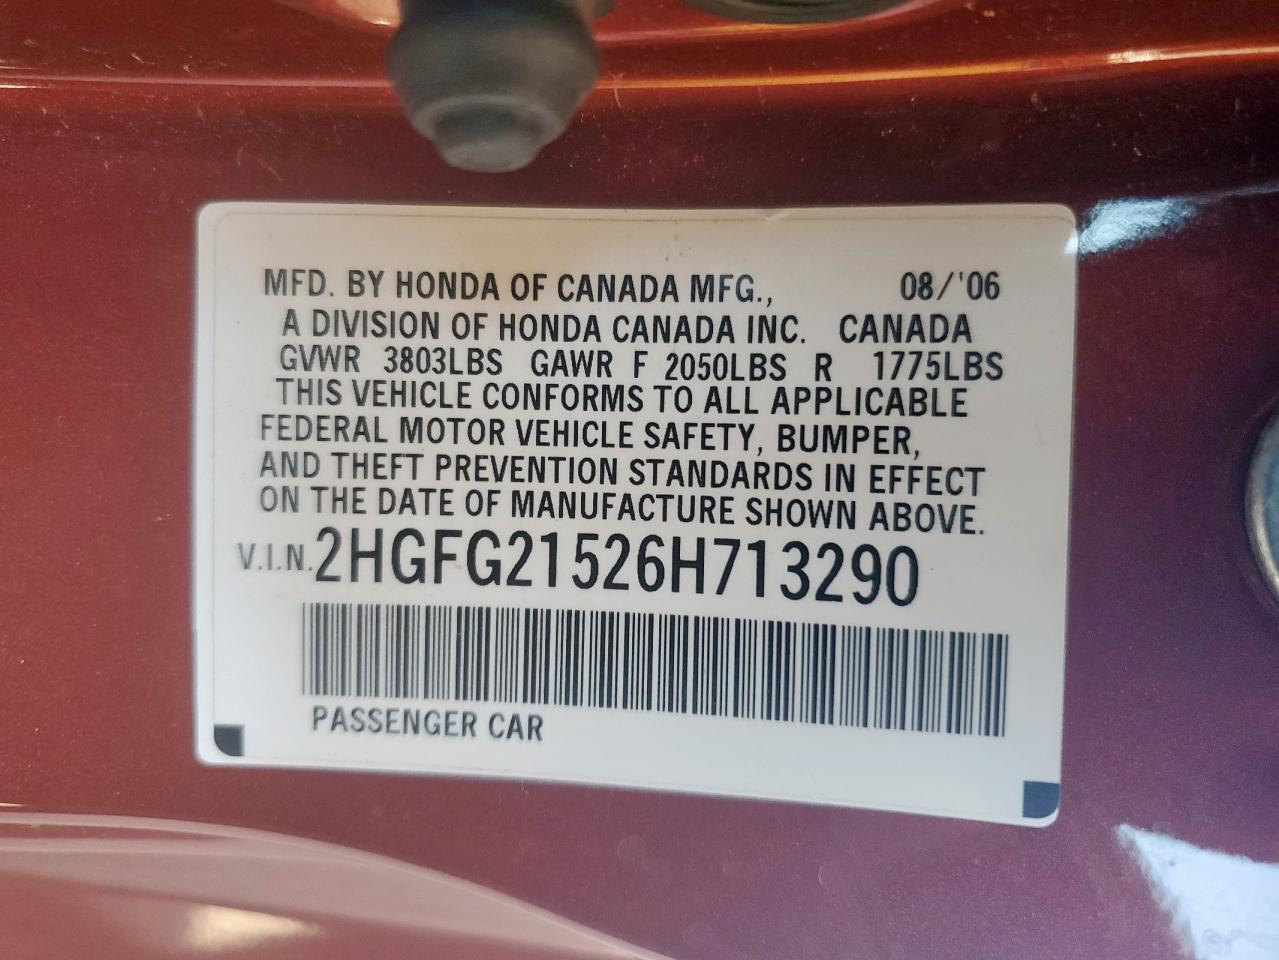 MFD. BY HONDA OF CANADA MFG., 08/'06
A DIVISION OF HONDA CANADA INC. CANADA
GVWR 3803LBS GAWR F 2050LBS R 1775LBS
THIS VEHICLE CONFORMS TO ALL APPLICABLE
FEDERAL MOTOR VEHICLE SAFETY, BUMPER,
AND THEFT PREVENTION STANDARDS IN EFFECT
ON THE DATE OF MANUFACTURE SHOWN ABOVE.
V.I.N. 2HGFG21526H713290
PASSENGER CAR